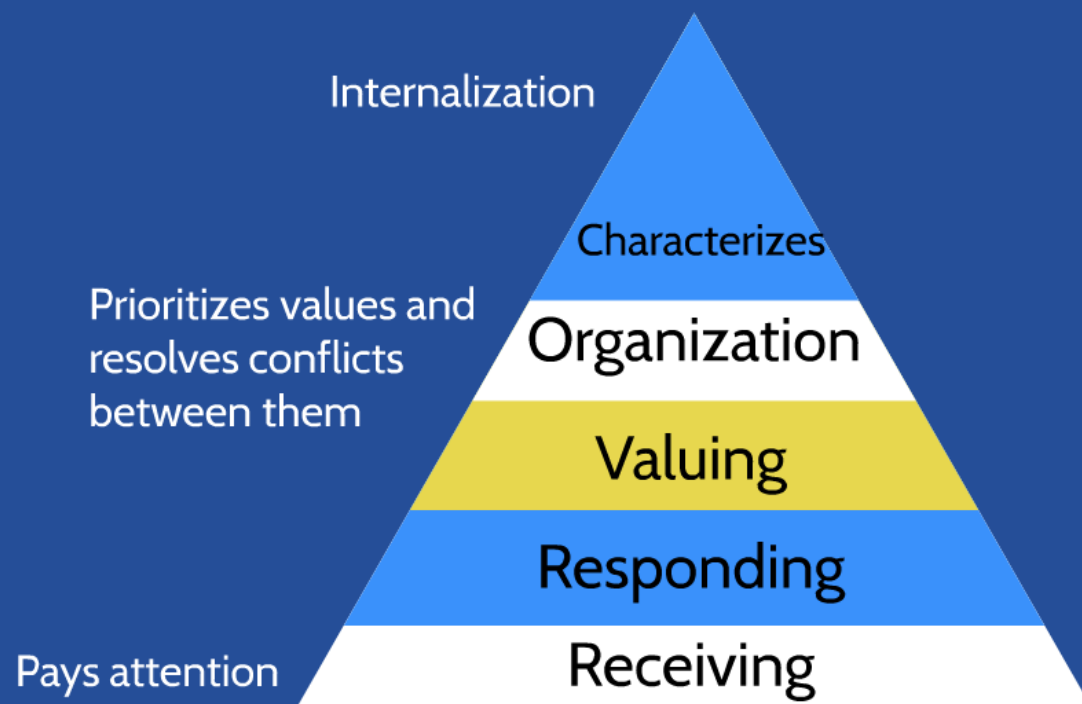 Internalization
Characterizes
Prioritizes values and
resolves conflicts
between them
Organization
Valuing
Responding
Pays attention
Receiving